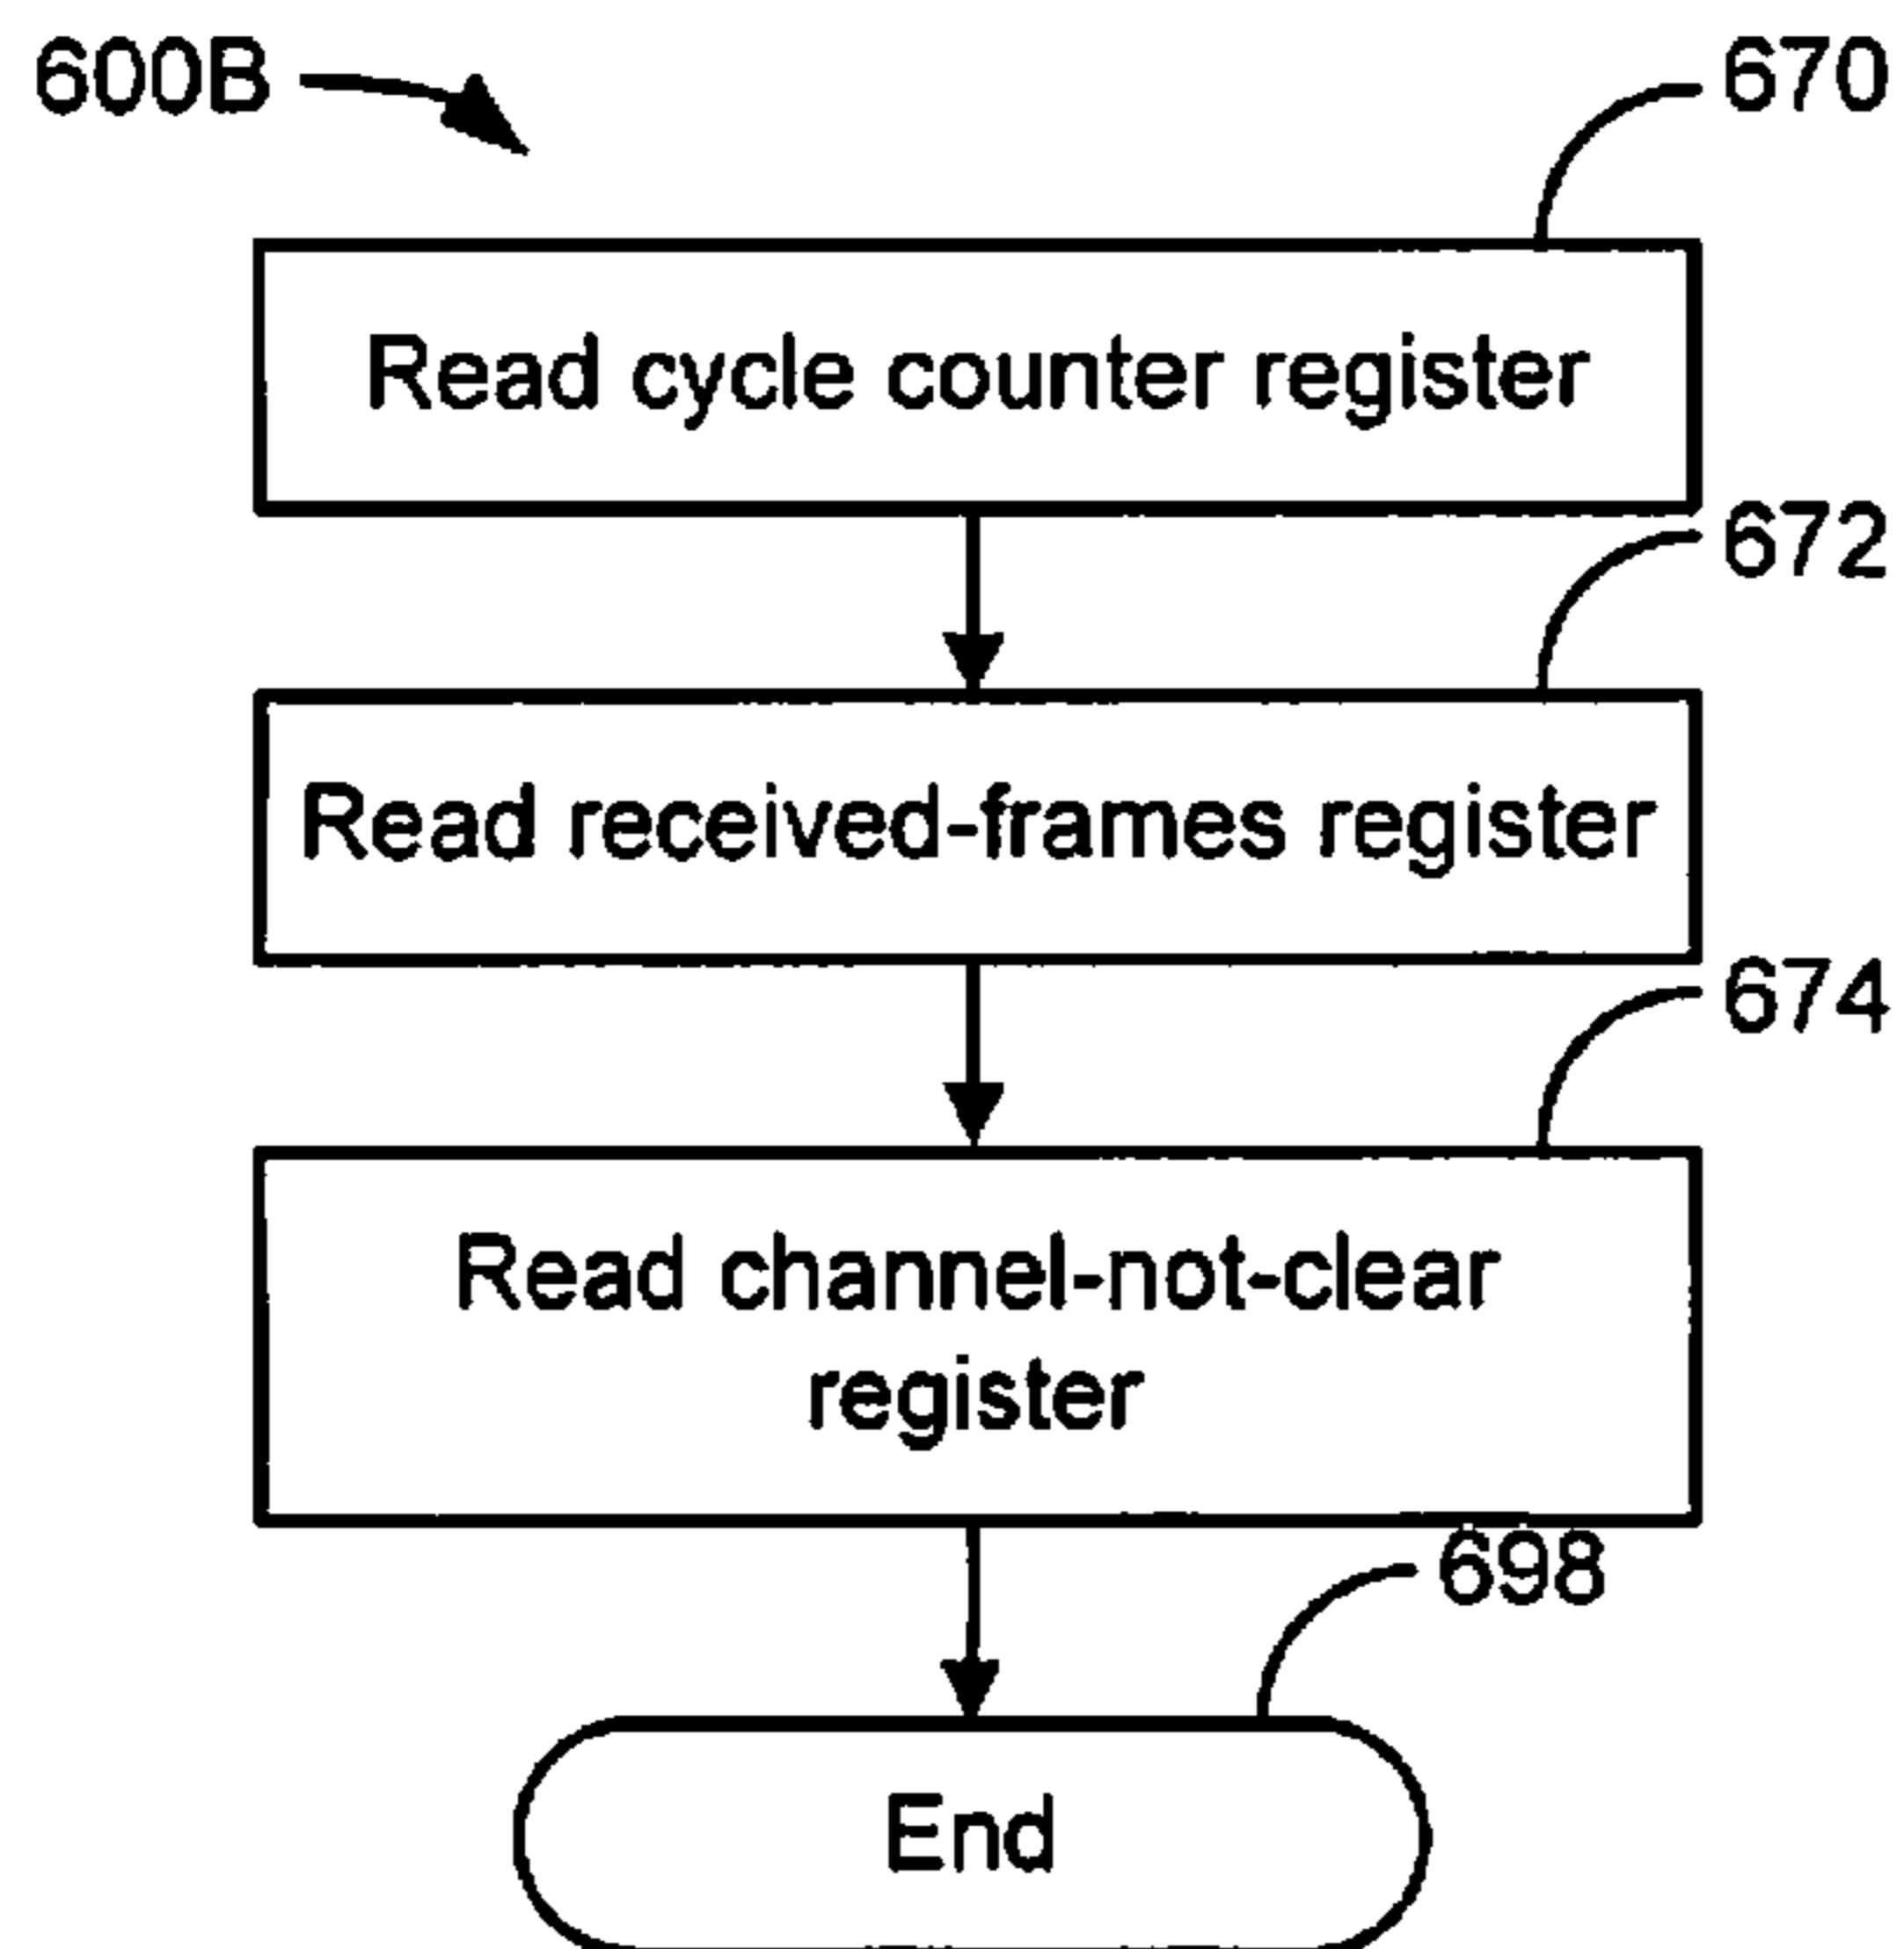 600B
670
Read cycle counter register
672
Read received-frames register
674
Read channel-not-clear
register
698
End